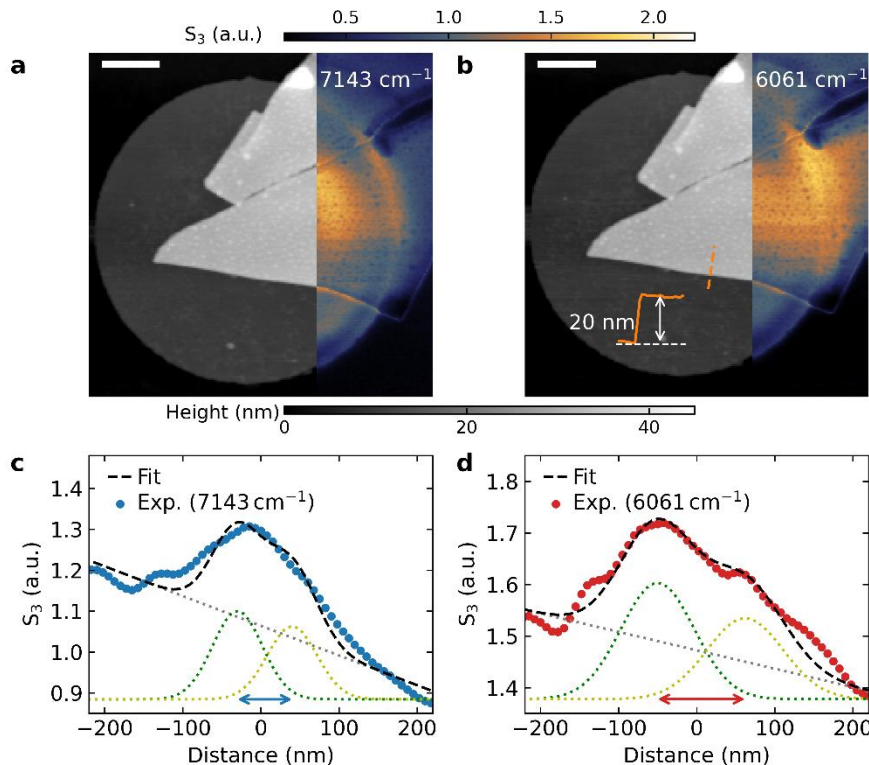 0.5 1.0 1.5 2.0
S₃ (a.u.)
a 7143 cm⁻¹
b 6061 cm⁻¹
20 nm
Height (nm)
0 20 40
c
Fit
Exp. (7143 cm⁻¹)
1.4
1.3
1.2
1.1
1.0
0.9
S₃ (a.u.)
−200 −100 0 100 200
Distance (nm)
d
Fit
Exp. (6061 cm⁻¹)
1.8
1.7
1.6
1.5
1.4
S₃ (a.u.)
−200 −100 0 100 200
Distance (nm)